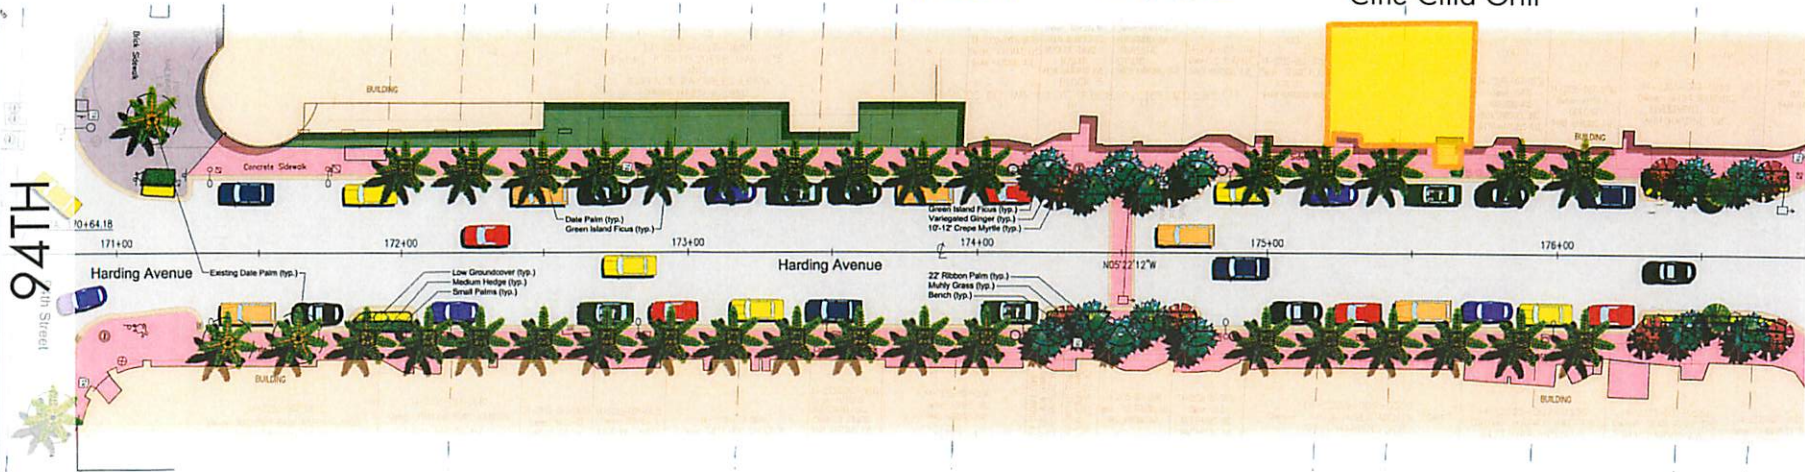 Brick Sidewalk
BUILDING
BUILDING
Concrete Sidewalk
94TH
70+64.18
171+00
172+00
173+00
174+00
175+00
176+00
Date Palm (typ.)
Green Island Ficus (typ.)
Green Island Ficus (typ.)
Variegated Ginger (typ.)
10'-12' Crepe Myrtle (typ.)
Harding Avenue
Harding Avenue
N05°22'12"W
Existing Date Palm (typ.)
Low Groundcover (typ.)
Medium Hedge (typ.)
Small Palms (typ.)
22' Ribbon Palm (typ.)
Muhly Grass (typ.)
Bench (typ.)
Street
BUILDING
BUILDING